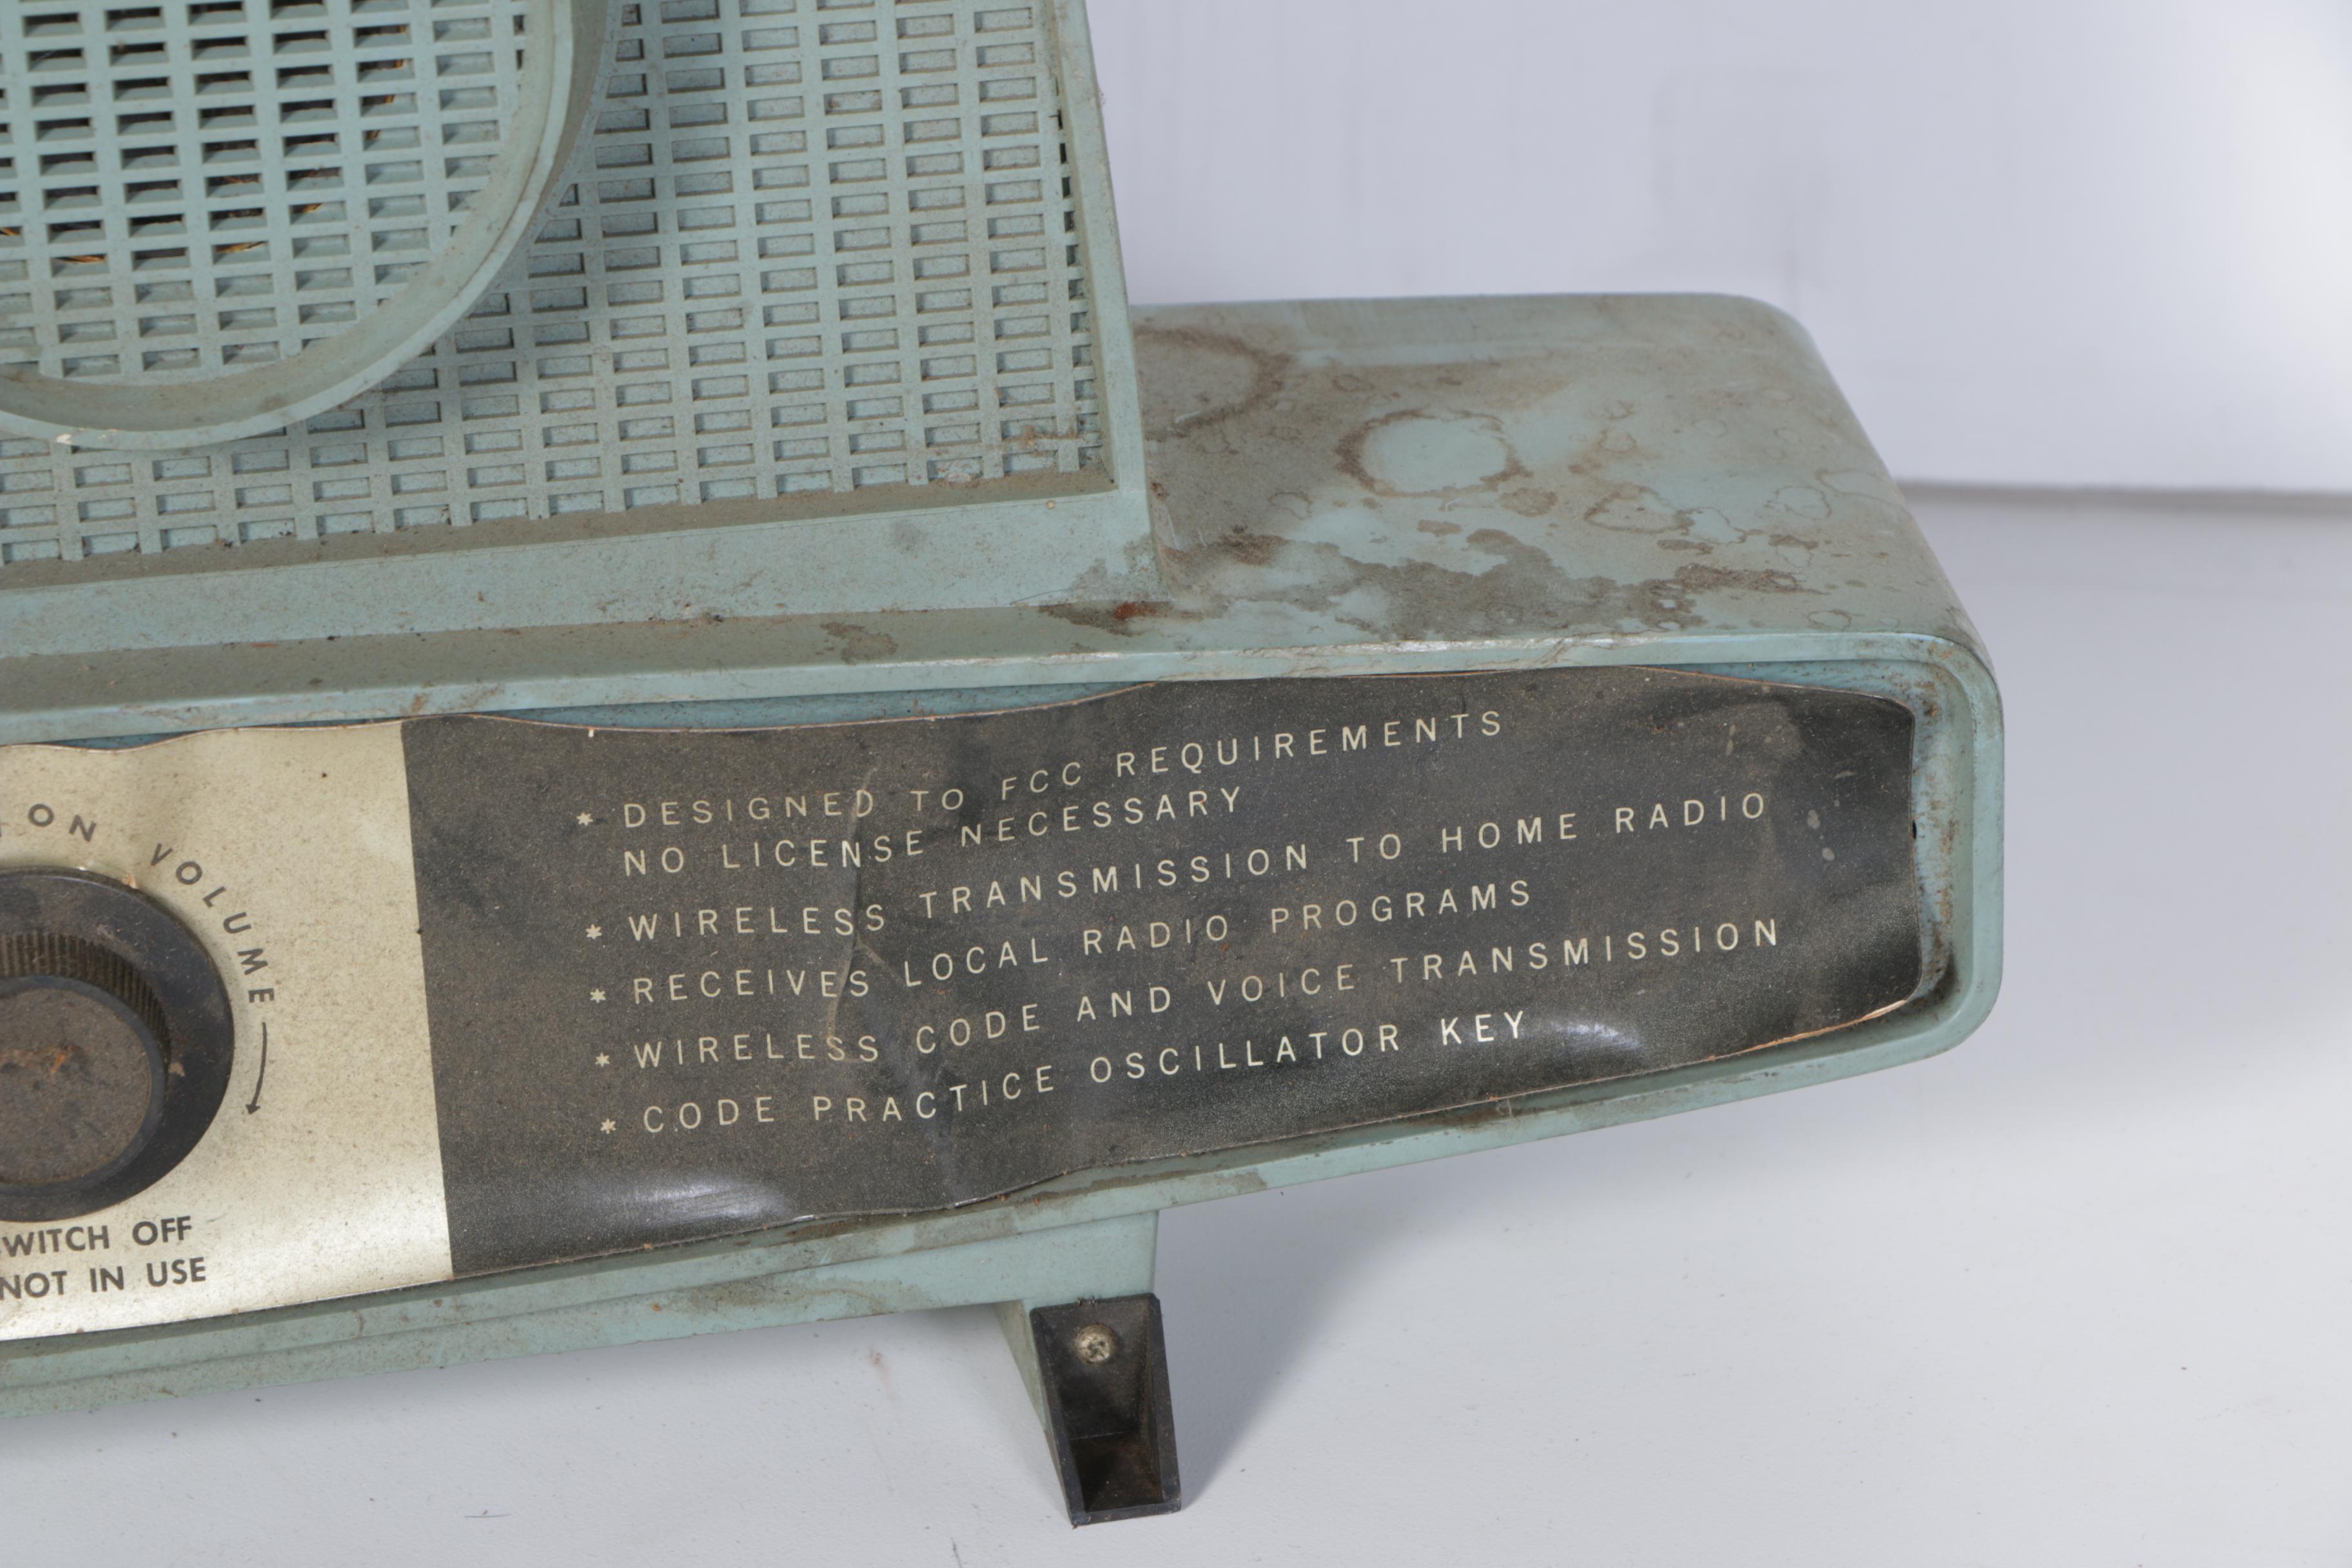 ON VOLUME
* DESIGNED TO FCC REQUIREMENTS
NO LICENSE NECESSARY
* WIRELESS TRANSMISSION TO HOME RADIO
* RECEIVES LOCAL RADIO PROGRAMS
* WIRELESS CODE AND VOICE TRANSMISSION
* CODE PRACTICE OSCILLATOR KEY
WITCH OFF
NOT IN USE